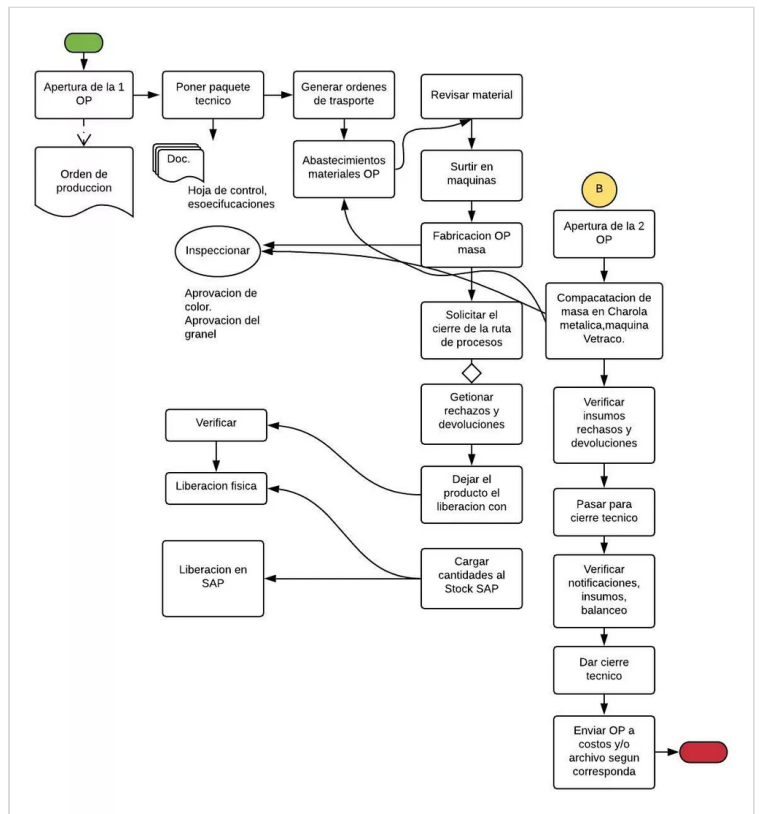 Apertura de la 1
OP
Poner paquete
tecnico
Generar ordenes
de trasporte
Revisar material
Orden de
produccion
Doc.
Hoja de control,
esoecifucaciones
Abastecimientos
materiales OP
Surtir en
maquinas
B
Apertura de la 2
OP
Inspeccionar
Fabricacion OP
masa
Aprovacion de
color.
Aprovacion del
granel
Solicitar el
cierre de la ruta
de procesos
Compacatacion de
masa en Charola
metalica,maquina
Vetraco.
Getionar
rechazos y
devoluciones
Verificar
insumos
rechasos y
devoluciones
Verificar
Liberacion fisica
Dejar el
producto el
liberacion con
Pasar para
cierre tecnico
Liberacion en
SAP
Cargar
cantidades al
Stock SAP
Verificar
notificaciones,
insumos,
balanceo
Dar cierre
tecnico
Enviar OP a
costos y/o
archivo segun
corresponda